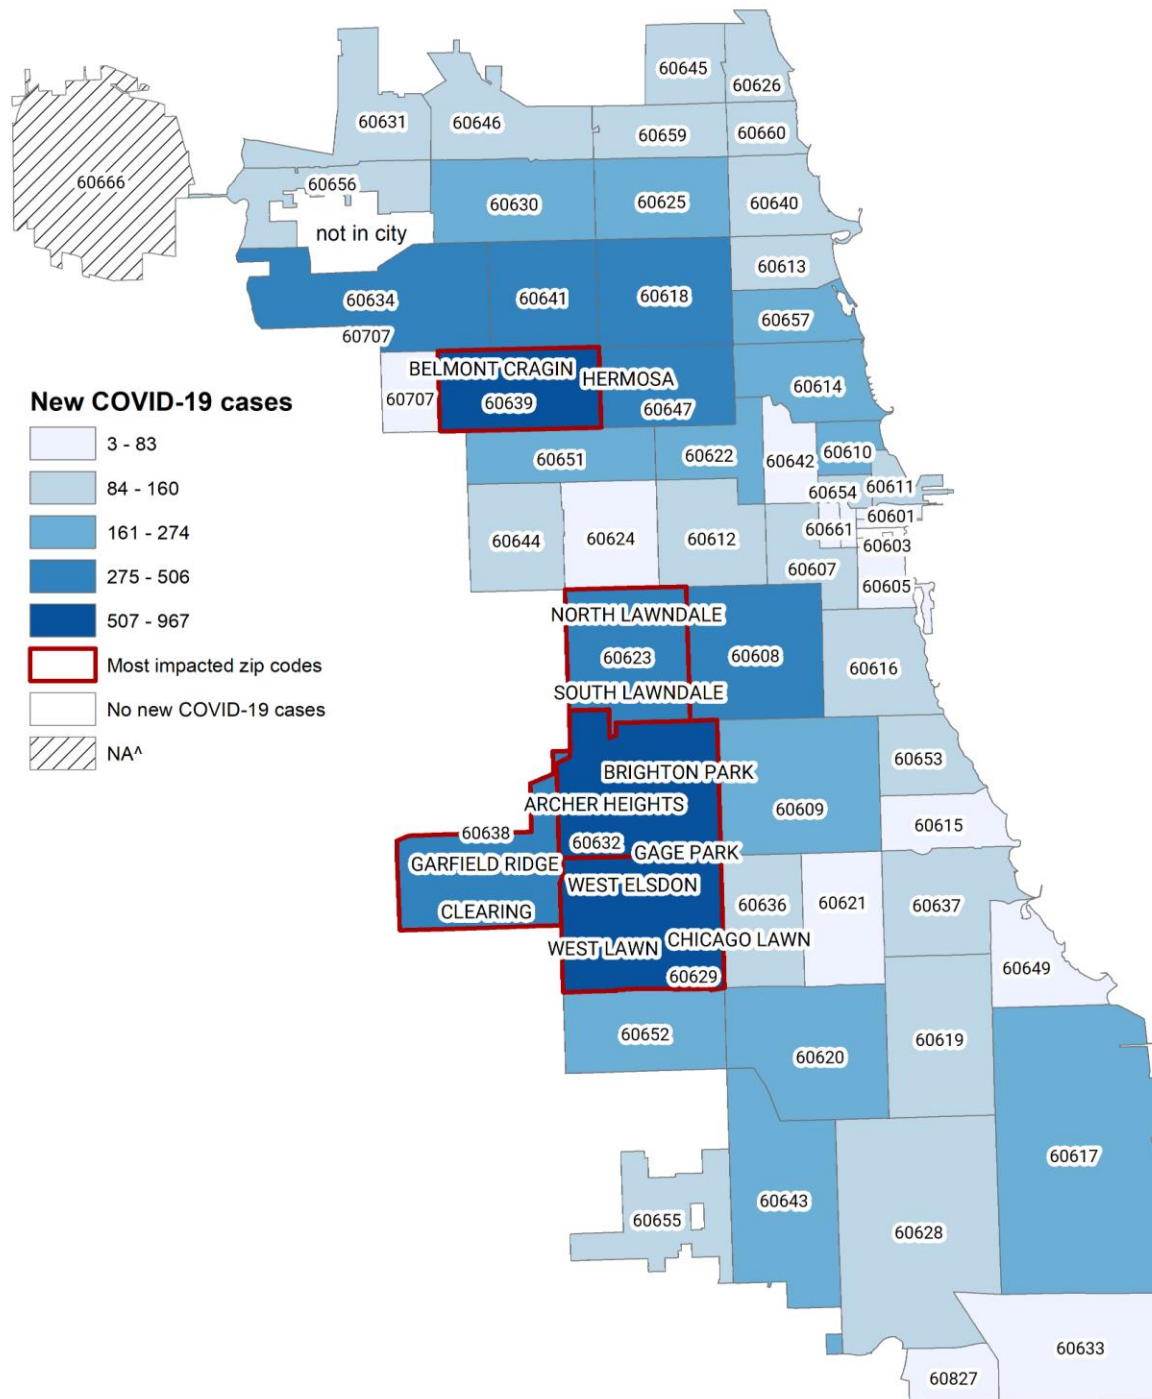 60645
60626
60631
60646
60659
60660
60666
60656
60630
60625
60640
not in city
60613
60634
60641
60618
60657
60707
BELMONT CRAGIN
HERMOSA
60707
60639
60647
60614
New COVID-19 cases
3 - 83
84 - 160
161 - 274
275 - 506
507 - 967
Most impacted zip codes
No new COVID-19 cases
NA^
60651
60622
60642
60610
60654
60611
60644
60624
60612
60661
60601
60603
60607
60605
NORTH LAWNDALE
60623
60608
60616
SOUTH LAWNDALE
60653
BRIGHTON PARK
ARCHER HEIGHTS
60609
60615
60638
60632
GAGE PARK
GARFIELD RIDGE
WEST ELSDON
60636
60621
60637
CLEARING
WEST LAWN
CHICAGO LAWN
60629
60649
60652
60620
60619
60617
60643
60655
60628
60633
60827